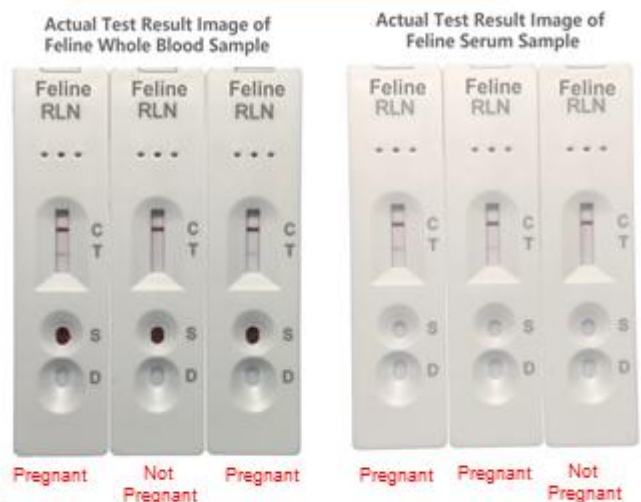 Actual Test Result Image of
Feline Whole Blood Sample
Feline
RLN
C
T
S
D
Feline
RLN
C
T
S
D
Feline
RLN
C
T
S
D
Pregnant
Not
Pregnant
Pregnant
Actual Test Result Image of
Feline Serum Sample
Feline
RLN
C
T
S
D
Feline
RLN
C
T
S
D
Feline
RLN
C
T
S
D
Pregnant
Pregnant
Not
Pregnant